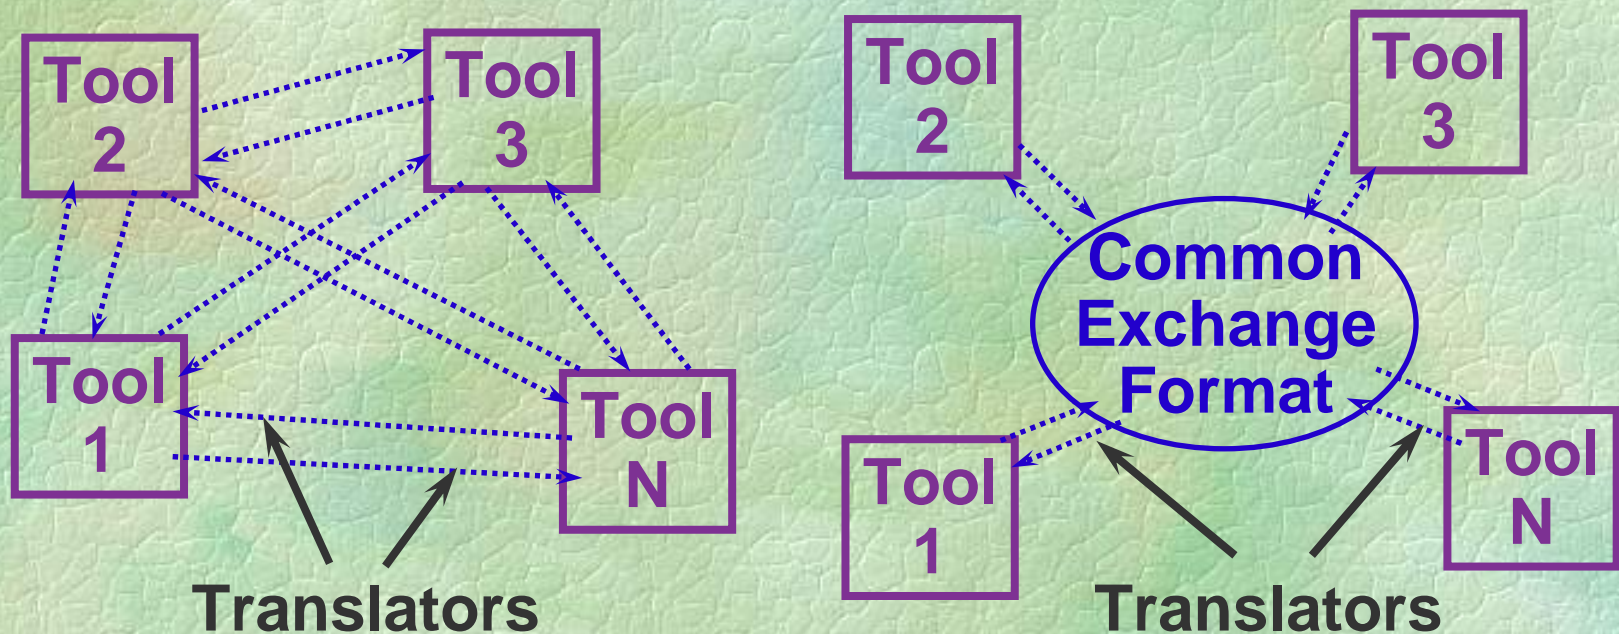 Tool
2
Tool
3
Tool
1
Tool
N
Translators
Tool
2
Tool
3
Common
Exchange
Format
Tool
1
Tool
N
Translators